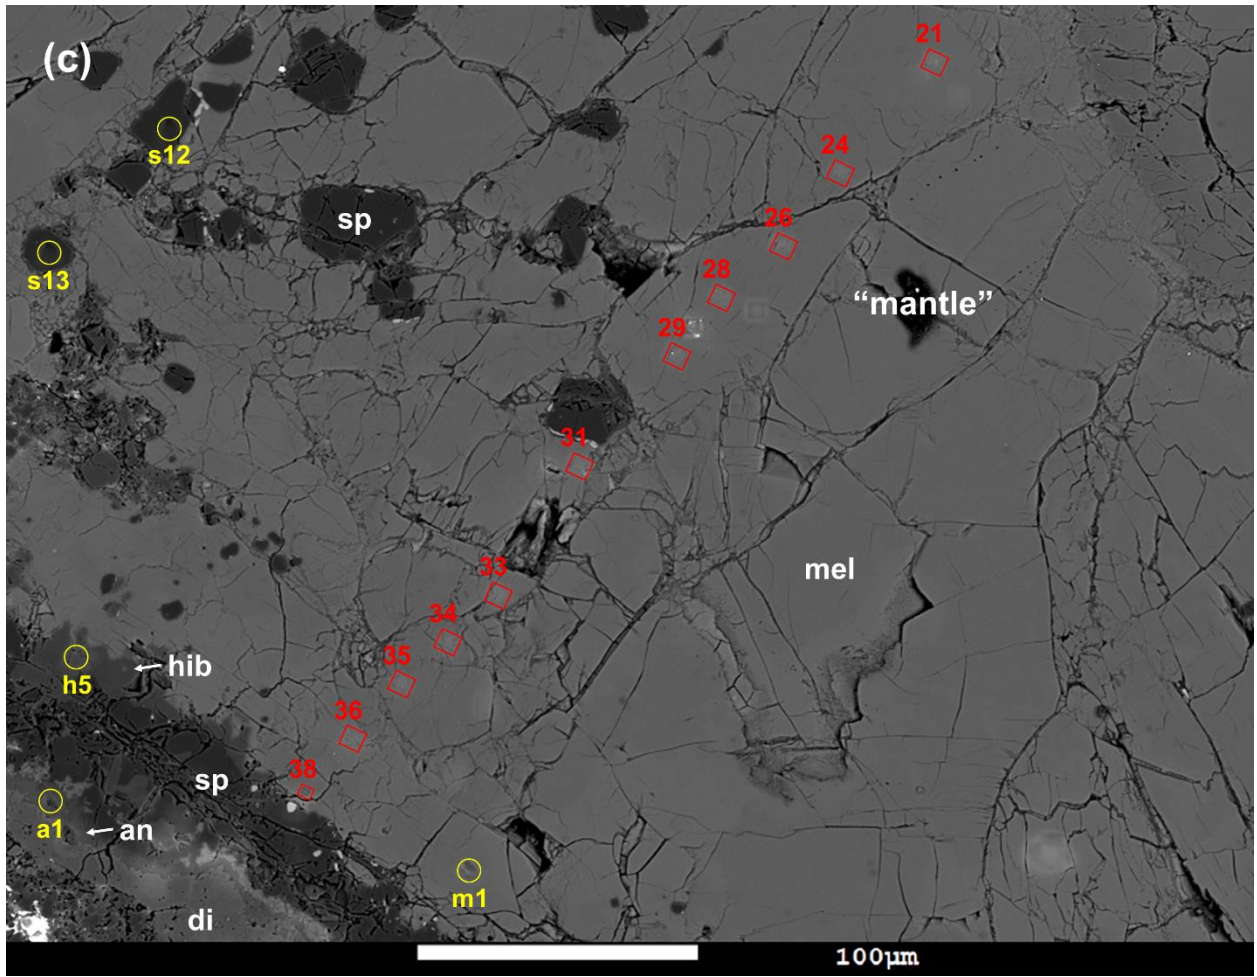 (c)
21
s12
24
sp
26
s13
28
"mantle"
29
31
33
mel
34
35
hib
h5
36
38
sp
a1
an
m1
di
100μm